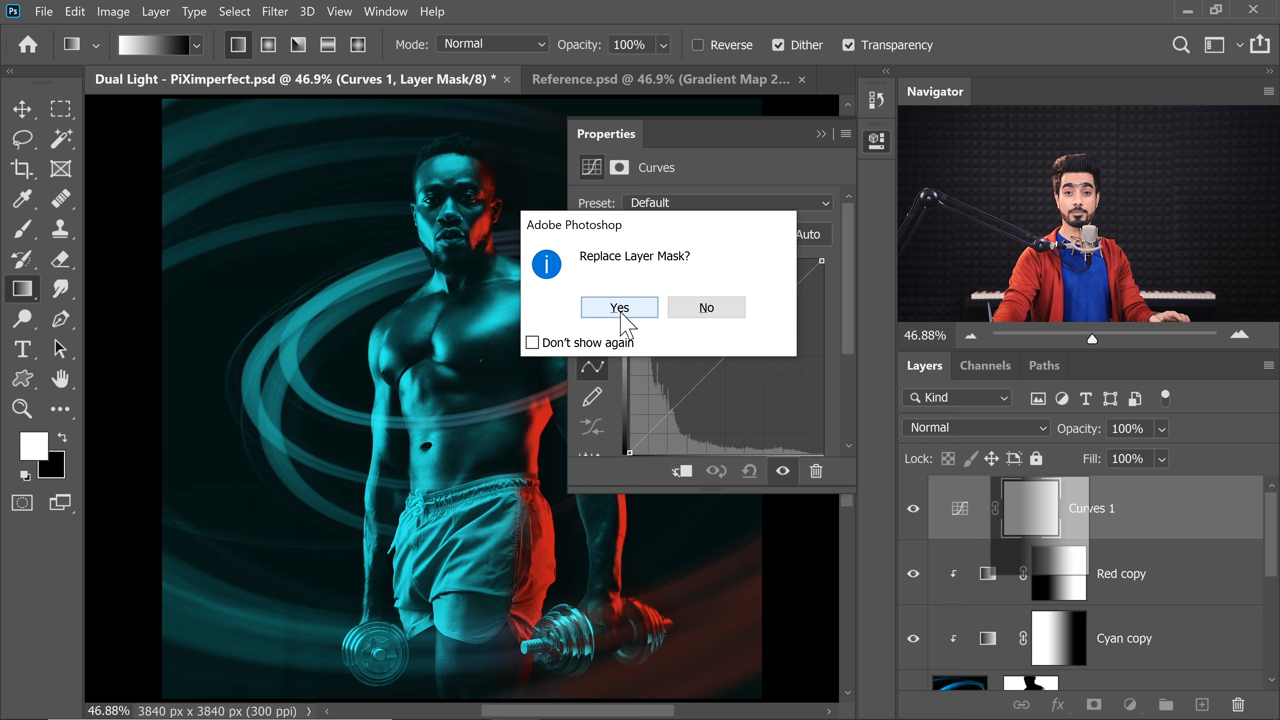 Ps File Edit Image Layer Type Select Filter 3D View Window Help
Mode: Normal Opacity: 100% Reverse Dither Transparency
Dual Light - PiXimperfect.psd @ 46.9% (Curves 1, Layer Mask/8) * Reference.psd @ 46.9% (Gradient Map 2...
Navigator
Properties
Curves
Preset: Default
Auto
Adobe Photoshop
Replace Layer Mask?
Yes No
Don't show again
46.88%
Layers Channels Paths
Kind
Normal Opacity: 100%
Lock: Fill: 100%
Curves 1
Red copy
Cyan copy
46.88% 3840 px x 3840 px (300 ppi)